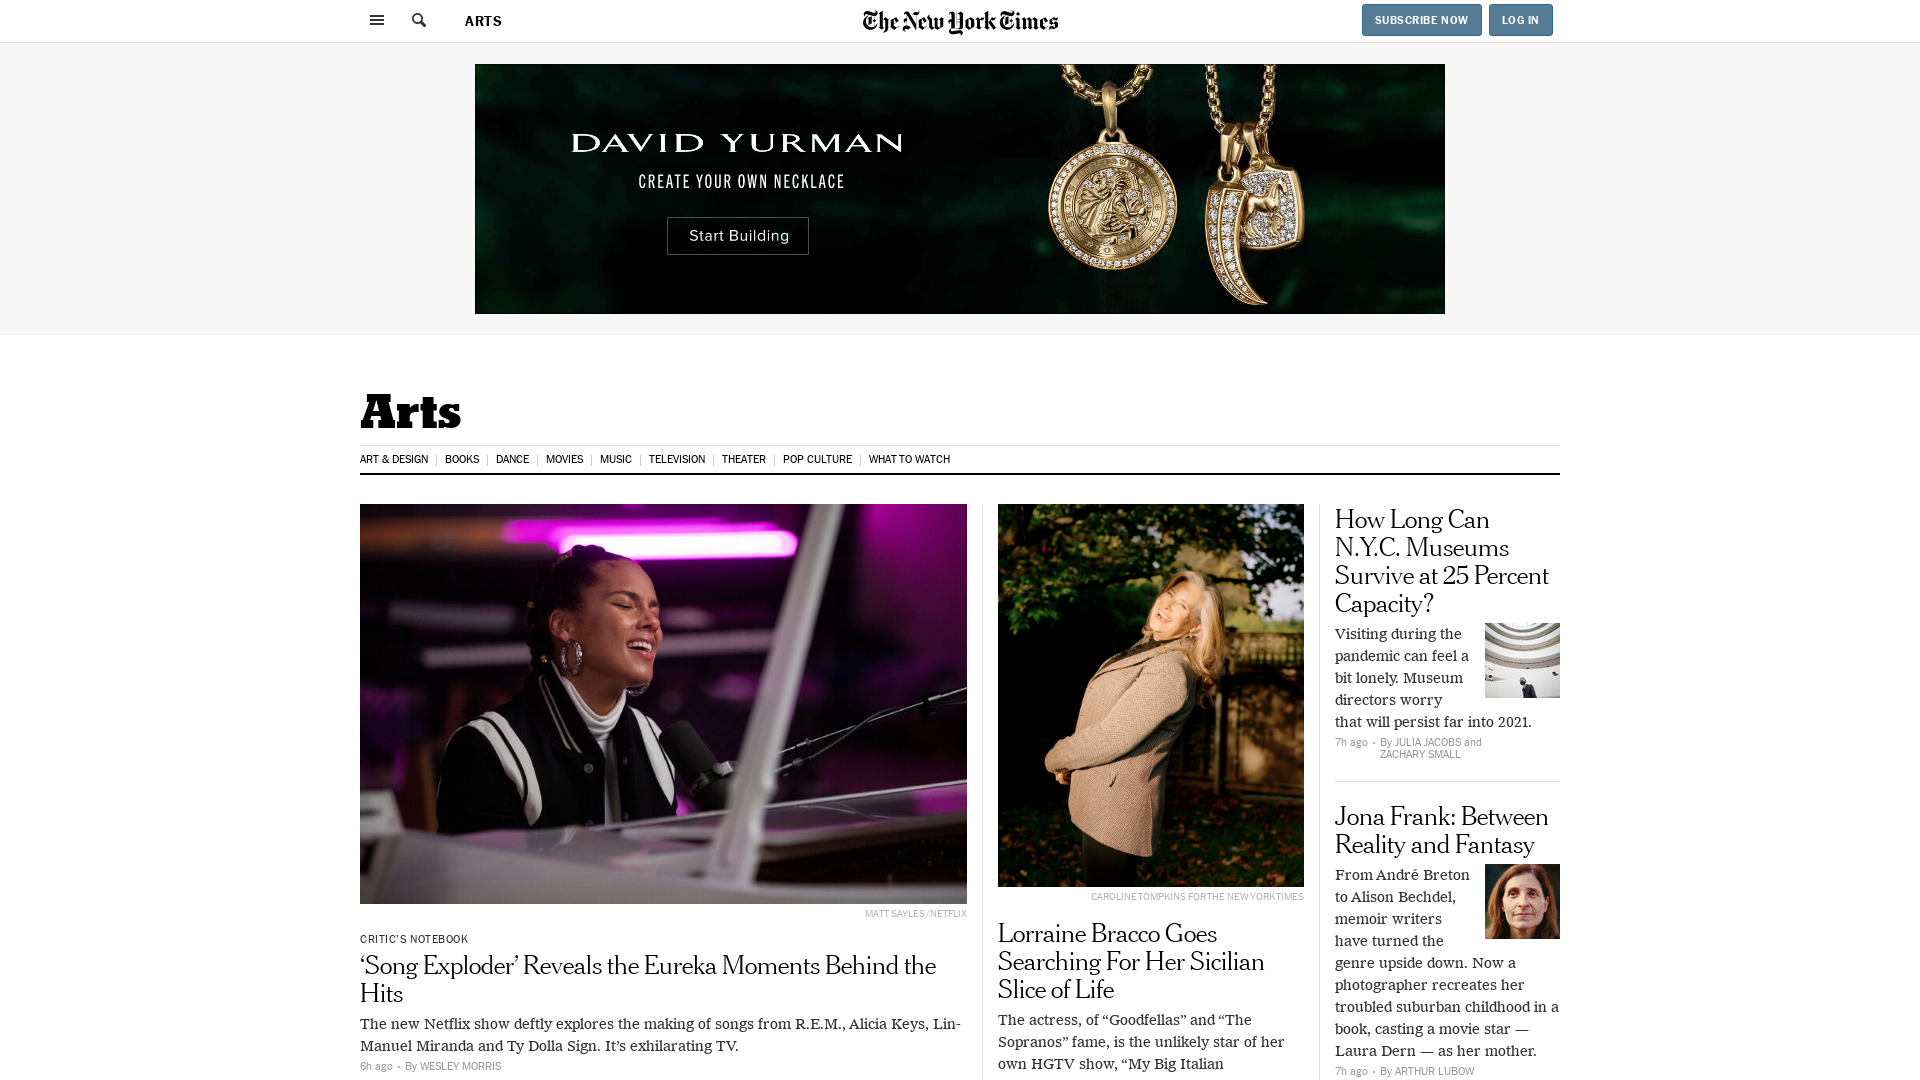 ARTS
The New York Times
SUBSCRIBE NOW
LOG IN
DAVID YURMAN
CREATE YOUR OWN NECKLACE
Start Building
Arts
ART & DESIGN
BOOKS
DANCE
MOVIES
MUSIC
TELEVISION
THEATER
POP CULTURE
WHAT TO WATCH
MATT SAYLES/NETFLIX
CRITIC’S NOTEBOOK
‘Song Exploder’ Reveals the Eureka Moments Behind the
Hits
The new Netflix show deftly explores the making of songs from R.E.M., Alicia Keys, Lin-
Manuel Miranda and Ty Dolla Sign. It’s exhilarating TV.
6h ago • By WESLEY MORRIS
CAROLINE TOMPKINS FOR THE NEW YORK TIMES
Lorraine Bracco Goes
Searching For Her Sicilian
Slice of Life
The actress, of “Goodfellas” and “The
Sopranos” fame, is the unlikely star of her
own HGTV show, “My Big Italian
How Long Can
N.Y.C. Museums
Survive at 25 Percent
Capacity?
Visiting during the
pandemic can feel a
bit lonely. Museum
directors worry
that will persist far into 2021.
7h ago • By JULIA JACOBS and
ZACHARY SMALL
Jona Frank: Between
Reality and Fantasy
From André Breton
to Alison Bechdel,
memoir writers
have turned the
genre upside down. Now a
photographer recreates her
troubled suburban childhood in a
book, casting a movie star —
Laura Dern — as her mother.
7h ago • By ARTHUR LUBOW